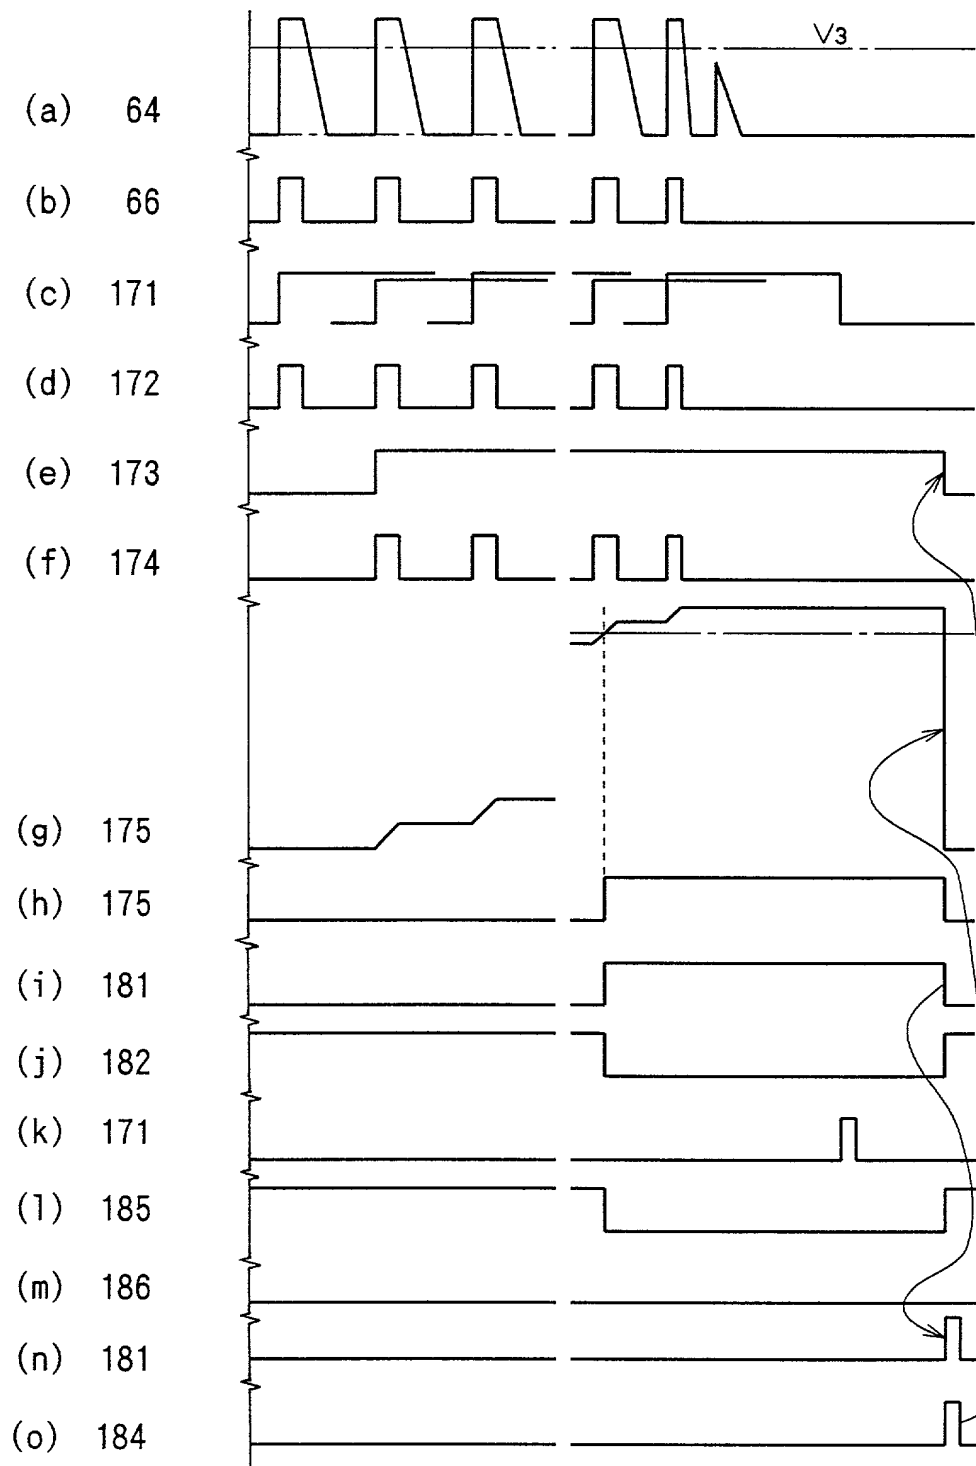 V3
(a) 64
(b) 66
(c) 171
(d) 172
(e) 173
(f) 174
(g) 175
(h) 175
(i) 181
(j) 182
(k) 171
(l) 185
(m) 186
(n) 181
(o) 184